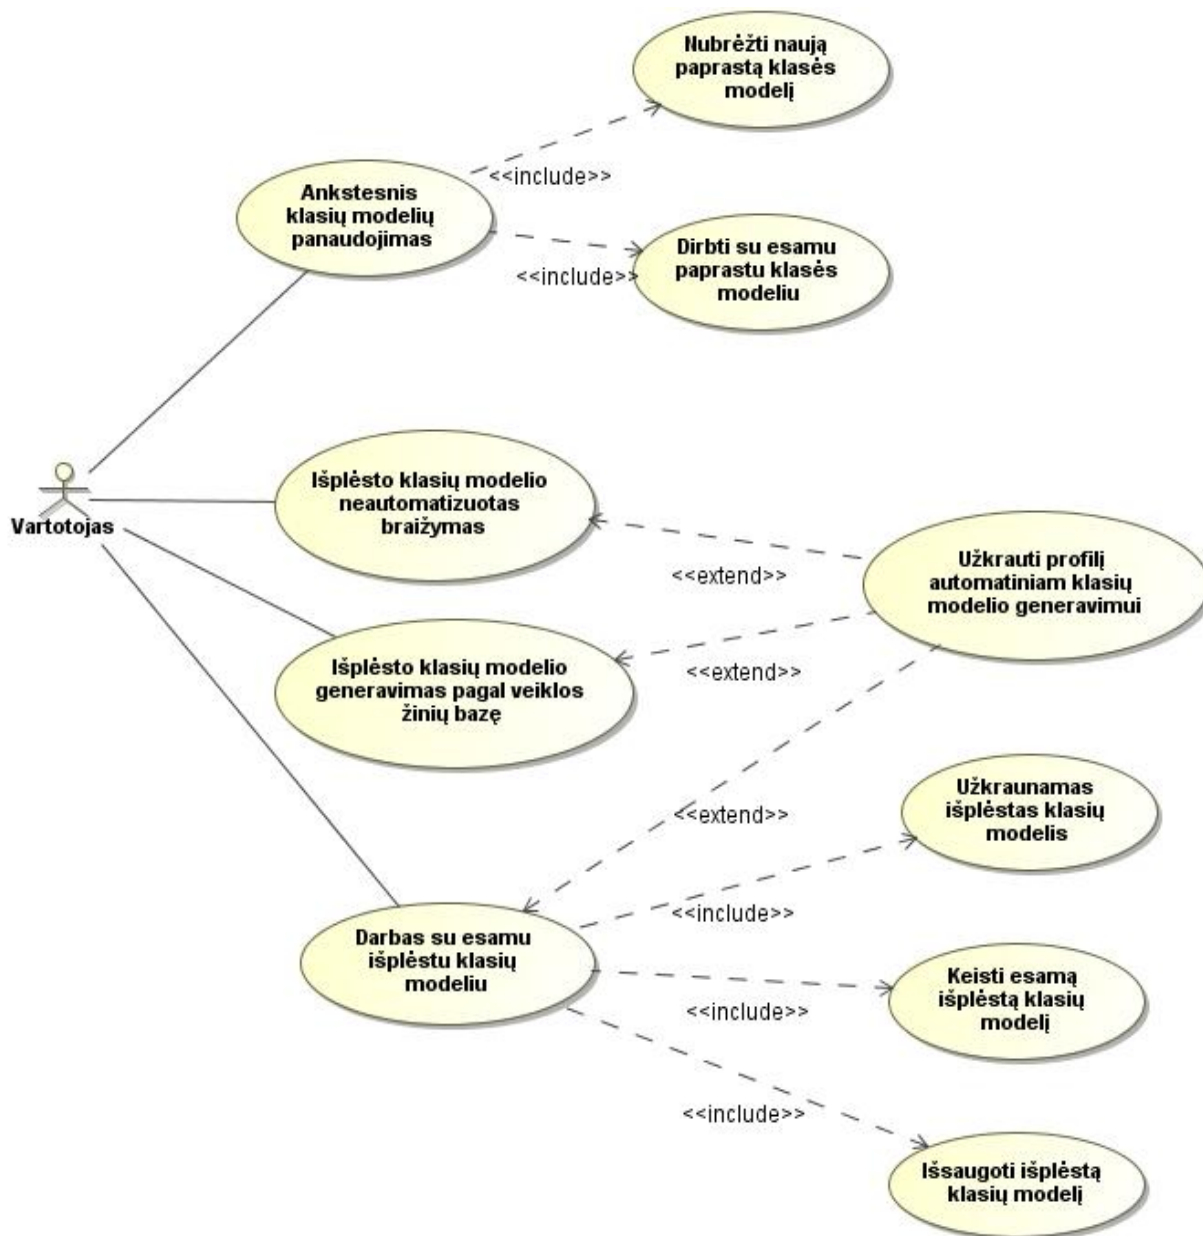 Nubrėžti naują
paprastą klasės
modelį
<<include>>
Ankstesnis
klasių modelių
panaudojimas
Dirbti su esamu
paprastu klasės
modeliu
<<include>>
Vartotojas
Išplėsto klasių modelio
neautomatizuotas
braižymas
<<extend>>
Užkrauti profilį
automatiniam klasių
modelio generavimui
Išplėsto klasių modelio
generavimas pagal veiklos
žinių bazę
<<extend>>
<<extend>>
Užkraunamas
išplėstas klasių
modelis
<<include>>
Darbas su esamu
išplėstu klasių
modeliu
Keisti esamą
išplėstą klasių
modelį
<<include>>
<<include>>
Išsaugoti išplėstą
klasių modelį